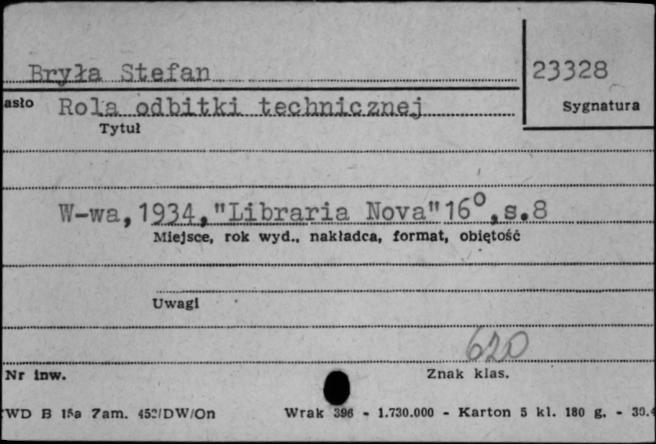 Bryła Stefan
23328
asło Rola odbitki technicznej
Sygnatura
Tytuł
W-wa, 1934, "Libraria Nova" 16°, s.8
Miejsce, rok wyd., nakładca, format, objętość
Uwagi
620
Nr inw.
Znak klas.
WD B 15a Zam. 452/DW/On Wrak 396 - 1.730.000 - Karton 5 kl. 180 g. - 30.4